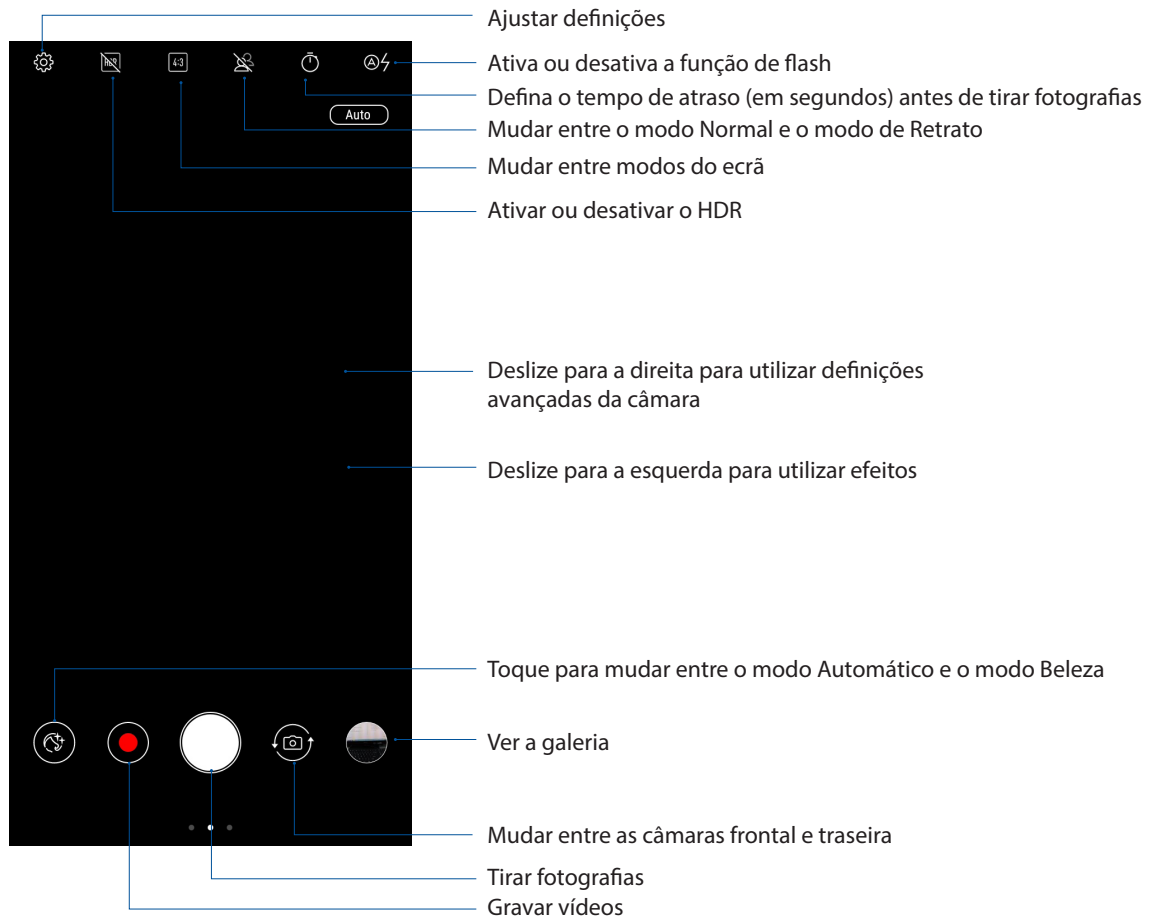 Ajustar definições
HDR
4:3
A
Ativa ou desativa a função de flash
Defina o tempo de atraso (em segundos) antes de tirar fotografias
Auto
Mudar entre o modo Normal e o modo de Retrato
Mudar entre modos do ecrã
Ativar ou desativar o HDR
Deslize para a direita para utilizar definições
avançadas da câmara
Deslize para a esquerda para utilizar efeitos
Toque para mudar entre o modo Automático e o modo Beleza
Ver a galeria
Mudar entre as câmaras frontal e traseira
Tirar fotografias
Gravar vídeos